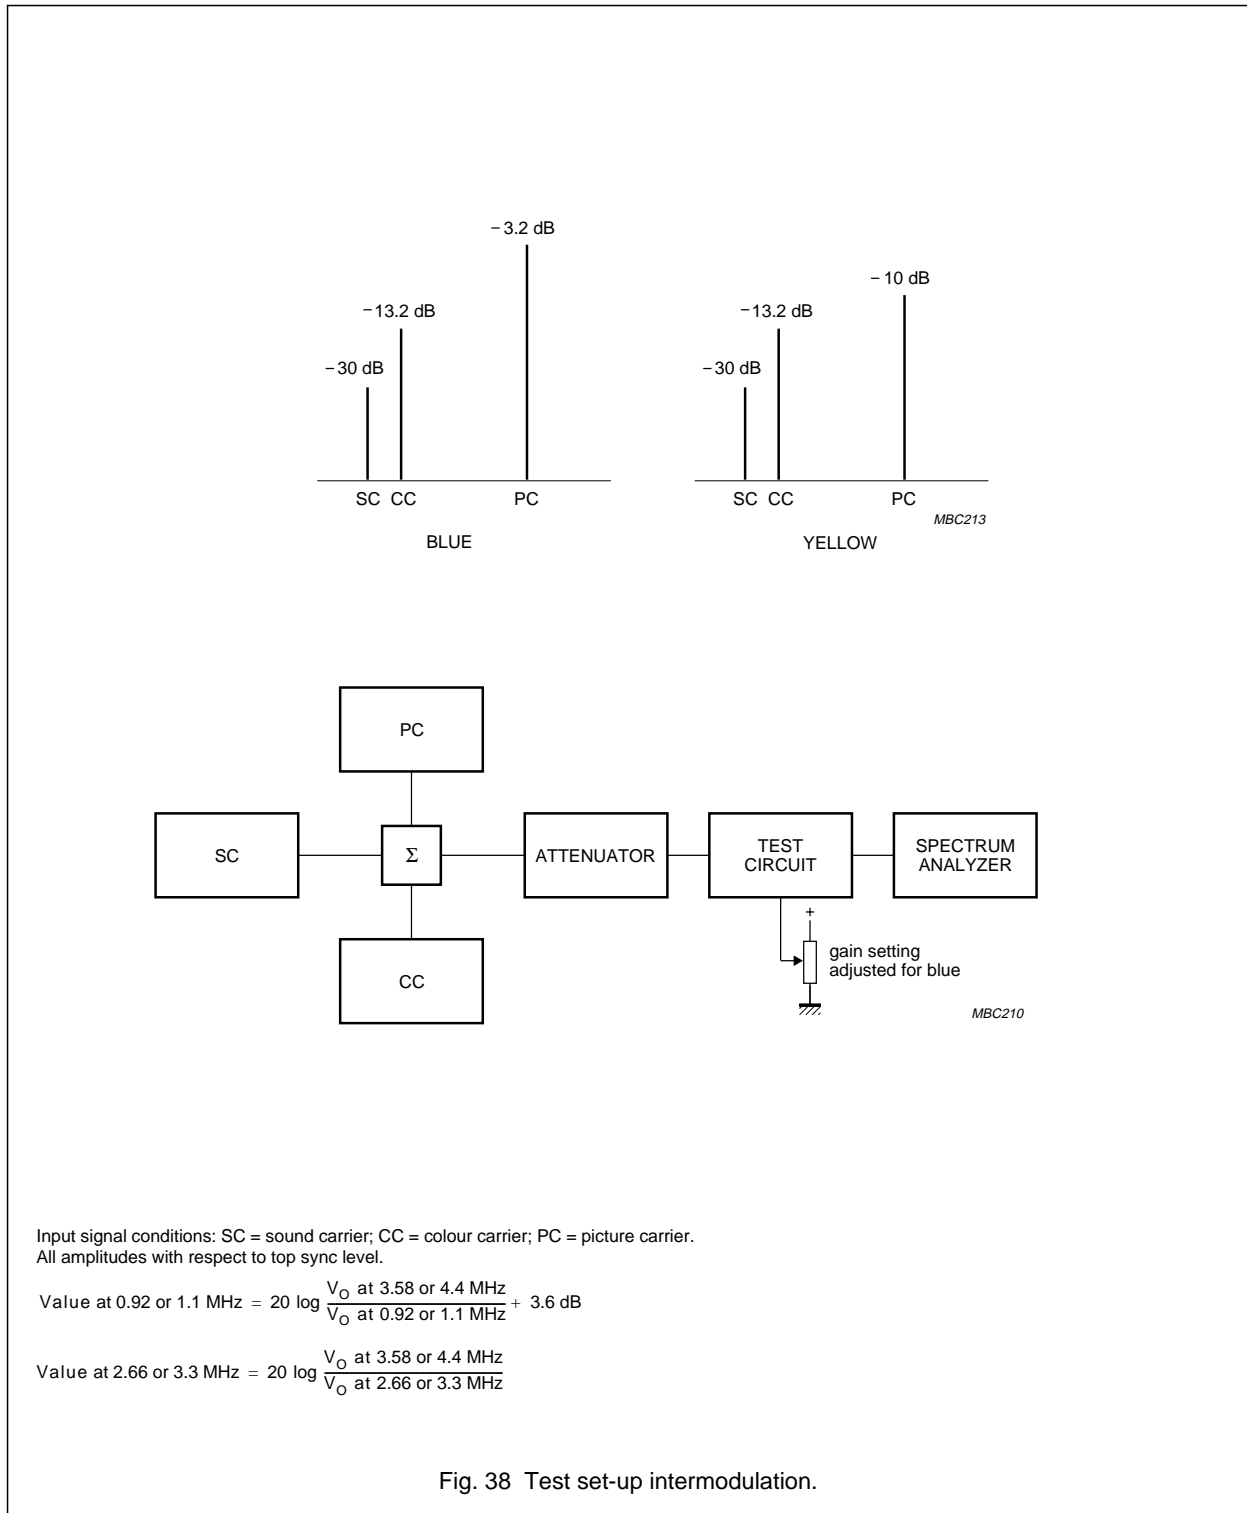 − 3.2 dB
−13.2 dB
−30 dB
SC CC PC
BLUE
− 10 dB
−13.2 dB
−30 dB
SC CC PC
MBC213
YELLOW
PC
SC
Σ
ATTENUATOR
TEST
CIRCUIT
SPECTRUM
ANALYZER
CC
+
gain setting
adjusted for blue
MBC210
Input signal conditions: SC = sound carrier; CC = colour carrier; PC = picture carrier.
All amplitudes with respect to top sync level.
Value at 0.92 or 1.1 MHz = 20 log (V_O at 3.58 or 4.4 MHz / V_O at 0.92 or 1.1 MHz) + 3.6 dB
Value at 2.66 or 3.3 MHz = 20 log (V_O at 3.58 or 4.4 MHz / V_O at 2.66 or 3.3 MHz)
Fig. 38 Test set-up intermodulation.